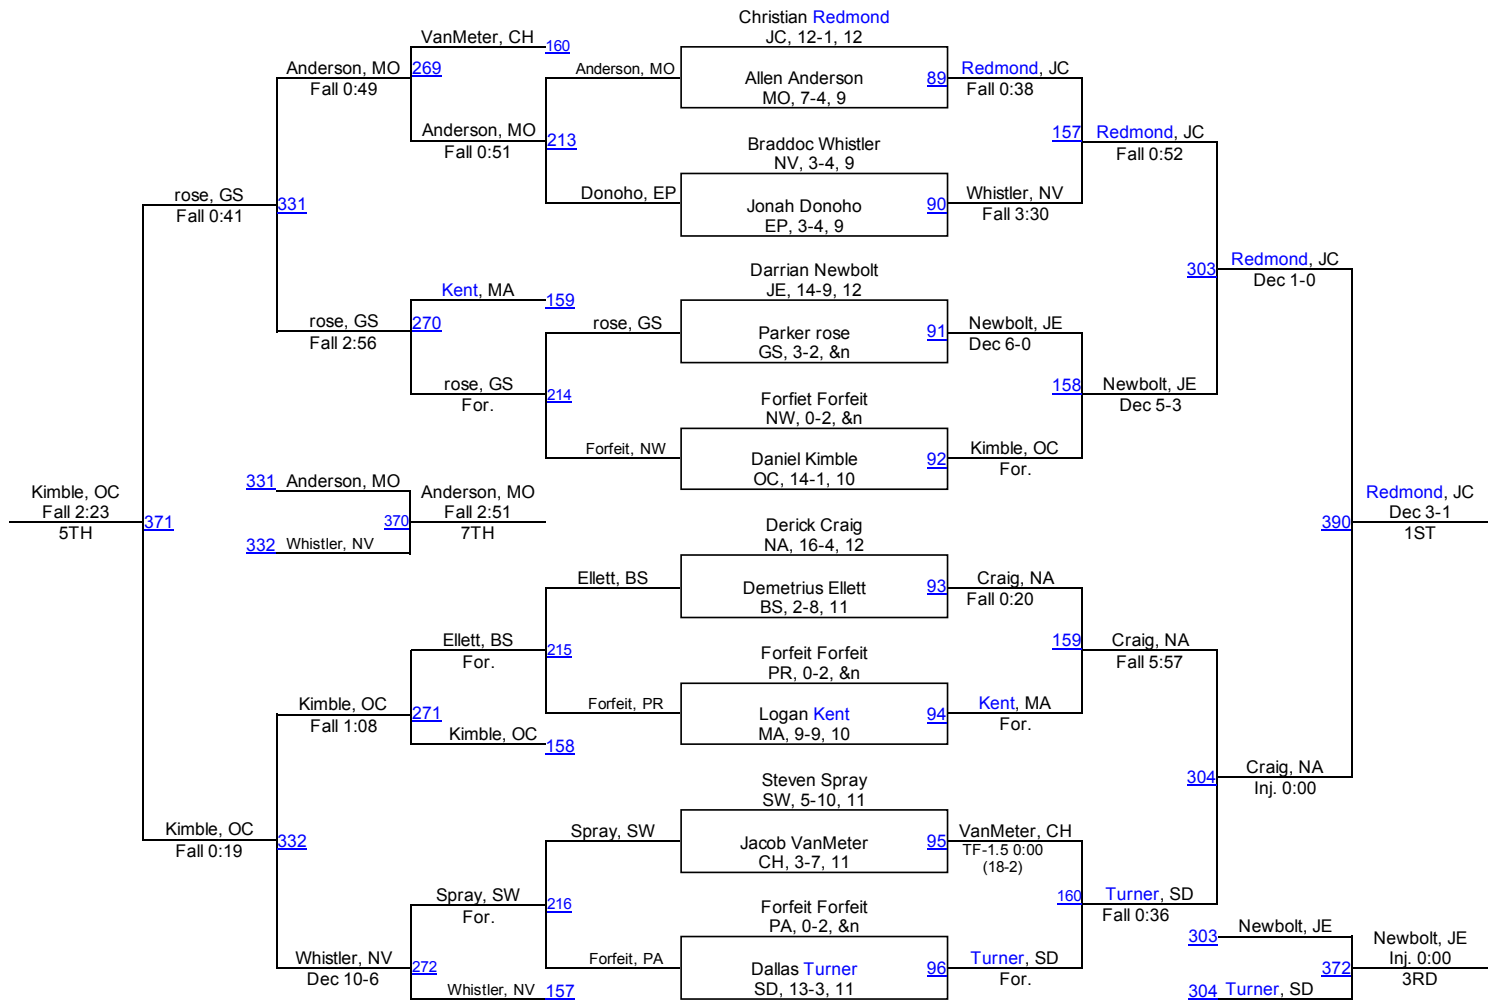 Christian Redmond
JC, 12-1, 12
VanMeter, CH
160
Anderson, MO
269
Fall 0:49
Anderson, MO
Allen Anderson
MO, 7-4, 9
89
Redmond, JC
Fall 0:38
Anderson, MO
Fall 0:51
213
Braddoc Whistler
NV, 3-4, 9
157
Redmond, JC
Fall 0:52
rose, GS
Fall 0:41
331
Donoho, EP
Jonah Donoho
EP, 3-4, 9
90
Whistler, NV
Fall 3:30
Darrian Newbolt
JE, 14-9, 12
303
Redmond, JC
Dec 1-0
Kent, MA
159
rose, GS
Fall 2:56
270
rose, GS
Parker rose
GS, 3-2, &n
91
Newbolt, JE
Dec 6-0
rose, GS
For.
214
Forfiet Forfeit
NW, 0-2, &n
158
Newbolt, JE
Dec 5-3
Forfeit, NW
Daniel Kimble
OC, 14-1, 10
92
Kimble, OC
For.
Kimble, OC
Fall 2:23
5TH
371
331
Anderson, MO
370
332
Whistler, NV
Anderson, MO
Fall 2:51
7TH
Derick Craig
NA, 16-4, 12
390
Redmond, JC
Dec 3-1
1ST
Ellett, BS
Demetrius Ellett
BS, 2-8, 11
93
Craig, NA
Fall 0:20
Ellett, BS
For.
215
Forfeit Forfeit
PR, 0-2, &n
159
Craig, NA
Fall 5:57
Kimble, OC
Fall 1:08
271
Forfeit, PR
Logan Kent
MA, 9-9, 10
94
Kent, MA
For.
Kimble, OC
158
Steven Spray
SW, 5-10, 11
304
Craig, NA
Inj. 0:00
Kimble, OC
Fall 0:19
332
Spray, SW
Jacob VanMeter
CH, 3-7, 11
95
VanMeter, CH
TF-1.5 0:00
(18-2)
Spray, SW
For.
216
Forfeit Forfeit
PA, 0-2, &n
160
Turner, SD
Fall 0:36
Whistler, NV
Dec 10-6
272
Forfeit, PA
Dallas Turner
SD, 13-3, 11
96
Turner, SD
For.
Whistler, NV
157
303
Newbolt, JE
372
304
Turner, SD
Newbolt, JE
Inj. 0:00
3RD